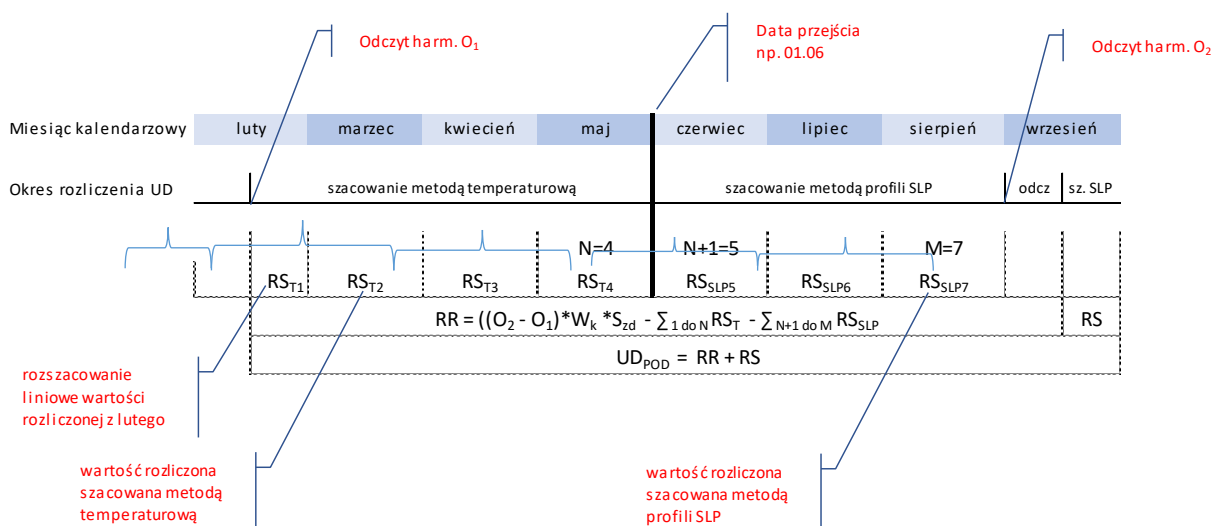 Odczyt harm. O1
Data przejścia
np. 01.06
Odczyt harm. O2
Miesiąc kalendarzowy luty marzec kwiecień maj czerwiec lipiec sierpień wrzesień
Okres rozliczenia UD szacowanie metodą temperaturową szacowanie metodą profili SLP odcz sz. SLP
N=4 N+1=5 M=7
RST1 RST2 RST3 RST4 RSSLP5 RSSLP6 RSSLP7
RR = ((O2 - O1)*Wk *Szd - ∑ 1 do N RST - ∑ N+1 do M RSSLP RS
UDPOD = RR + RS
rozszacowanie
liniowe wartości
rozliczonej z lutego
wartość rozliczona
szacowana metodą
temperaturową
wartość rozliczona
szacowana metodą
profili SLP